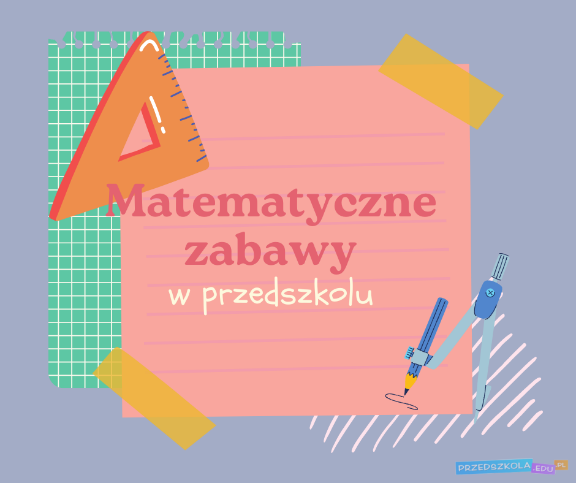 Matematyczne
zabawy
w przedszkolu
PRZEDSZKOLA.EDU.PL